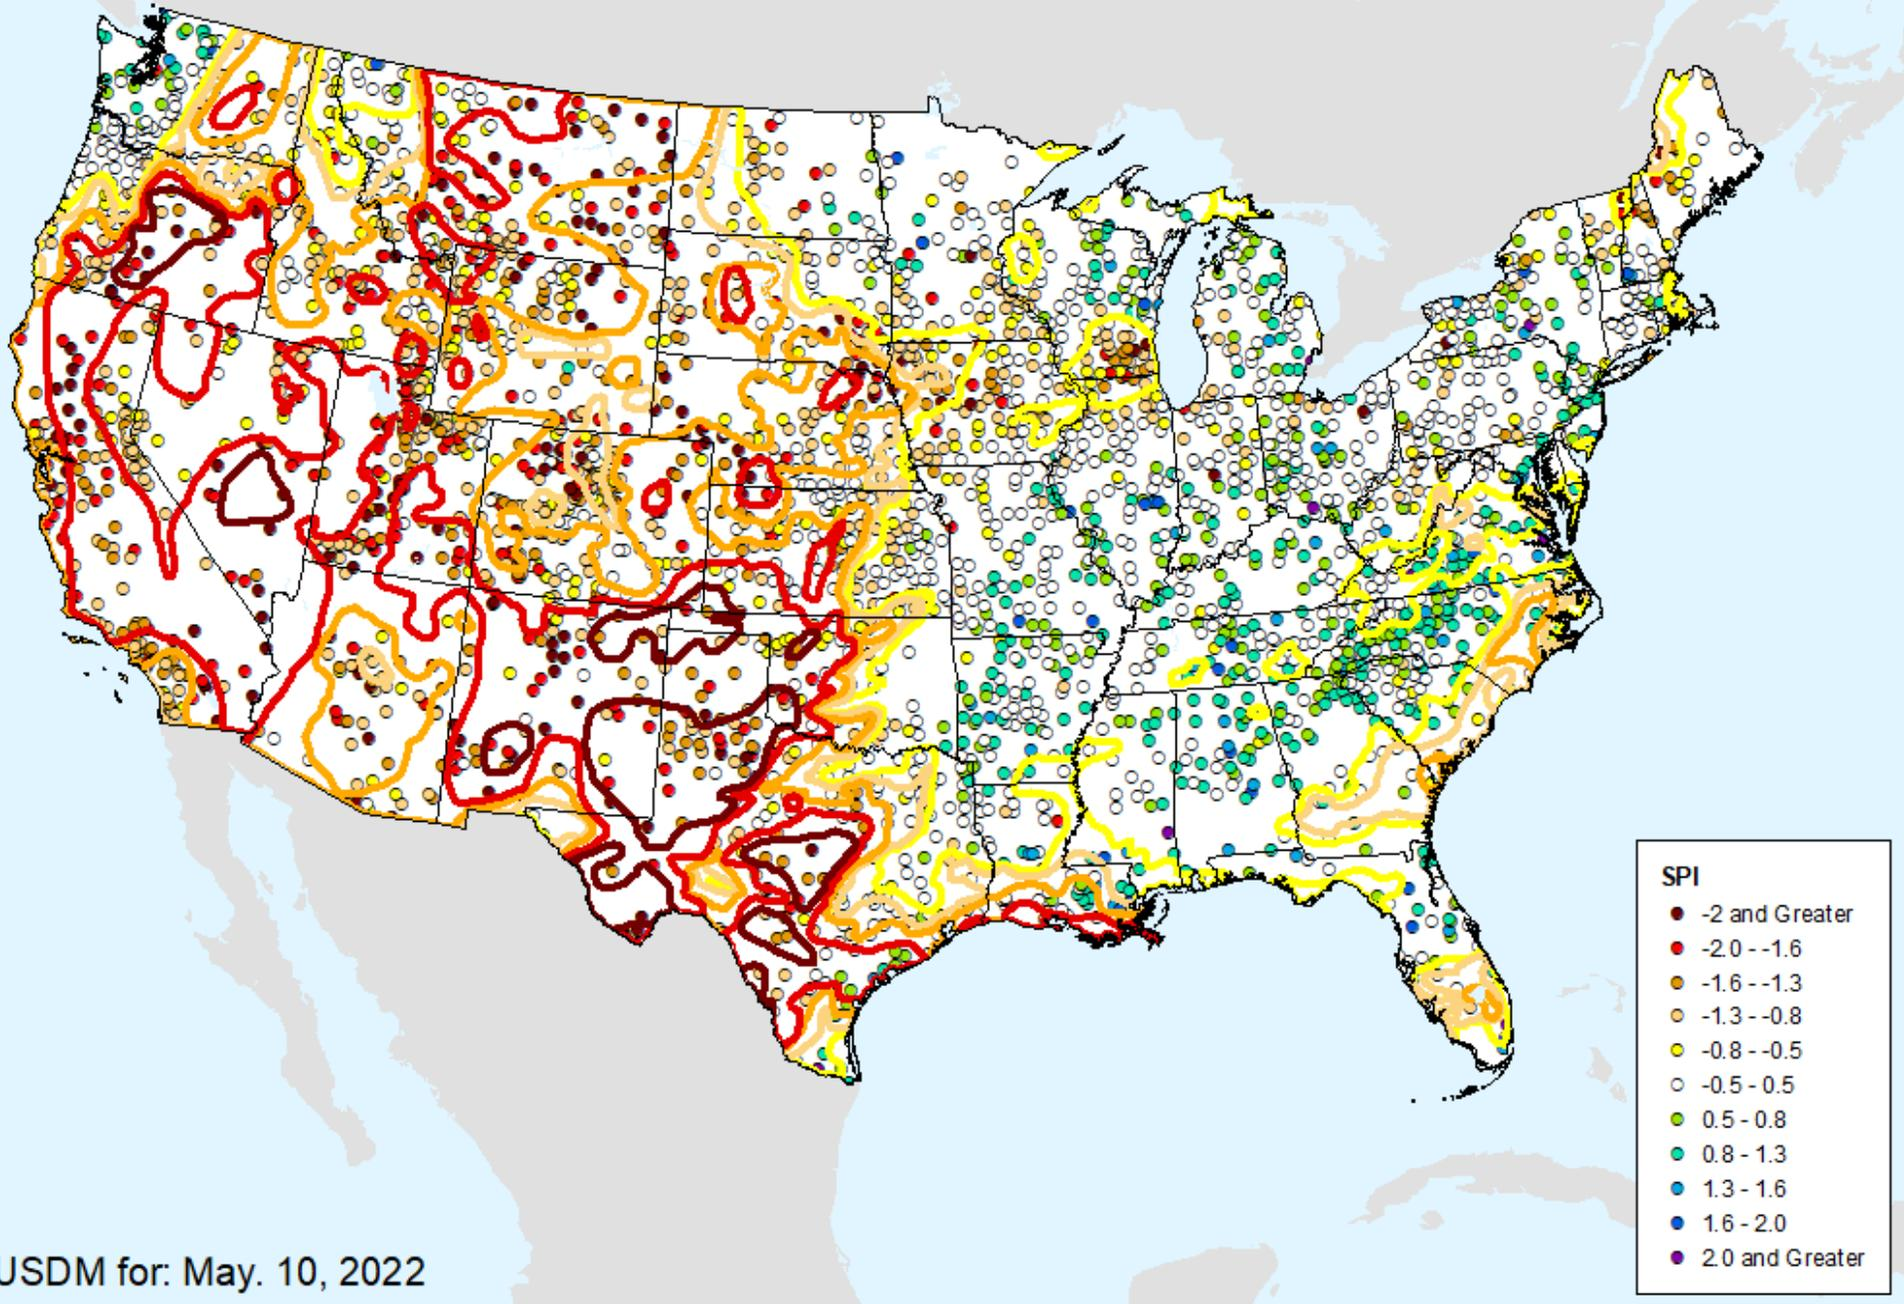 SPI
-2 and Greater
-2.0 - -1.6
-1.6 - -1.3
-1.3 - -0.8
-0.8 - -0.5
-0.5 - 0.5
0.5 - 0.8
0.8 - 1.3
1.3 - 1.6
1.6 - 2.0
2.0 and Greater
USDM for: May. 10, 2022